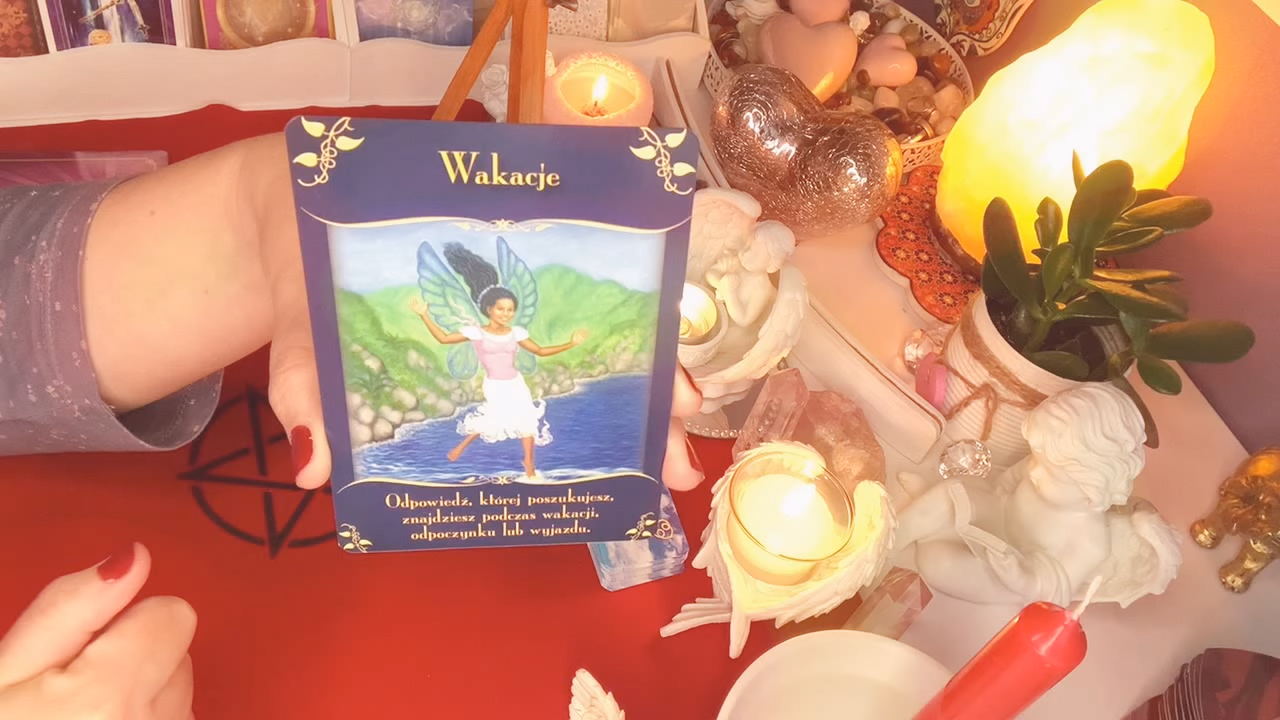 Wakacje
Odpowiedź, której poszukujesz,
znajdziesz podczas wakacji,
odpoczynku lub wyjazdu.